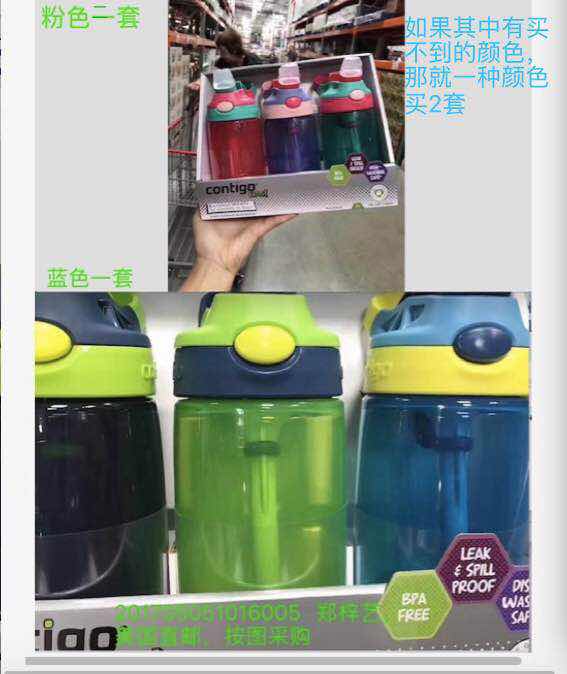 粉色一套
如果其中有买
不到的颜色,
那就一种颜色
买2套
contigo
蓝色一套
LEAK
& SPILL
PROOF
BPA
FREE
DIS
WAS
SAF
201755051016005 郑梓艺
美国直邮,按图采购
tigo